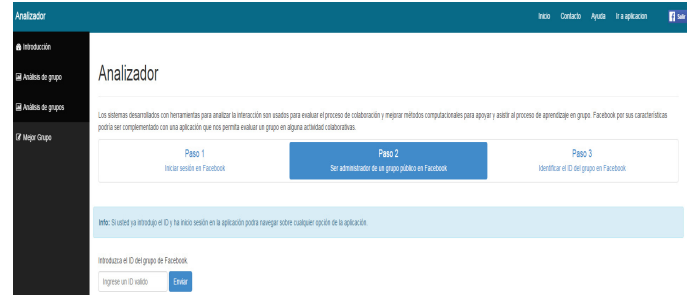 Analizador
Inicio Contacto Ayuda Ir a aplicacion Salir
Introducción
Análisis de grupo
Análisis de grupos
Mejor Grupo
Analizador
Los sistemas desarrollados con herramientas para analizar la interacción son usados para evaluar el proceso de colaboración y mejorar métodos computacionales para apoyar y asistir al proceso de aprendizaje en grupo. Facebook por sus características
podría ser complementado con una aplicación que nos permita evaluar un grupo en alguna actividad colaborativas.
Paso 1
Iniciar sesión en Facebook
Paso 2
Ser administrador de un grupo público en Facebook
Paso 3
Identificar el ID del grupo en Facebook
Info: Si usted ya introdujo el ID y ha inicio sesión en la aplicación podra navegar sobre cualquier opción de la aplicación.
Introduzca el ID del grupo de Facebook.
Ingrese un ID valido
Enviar